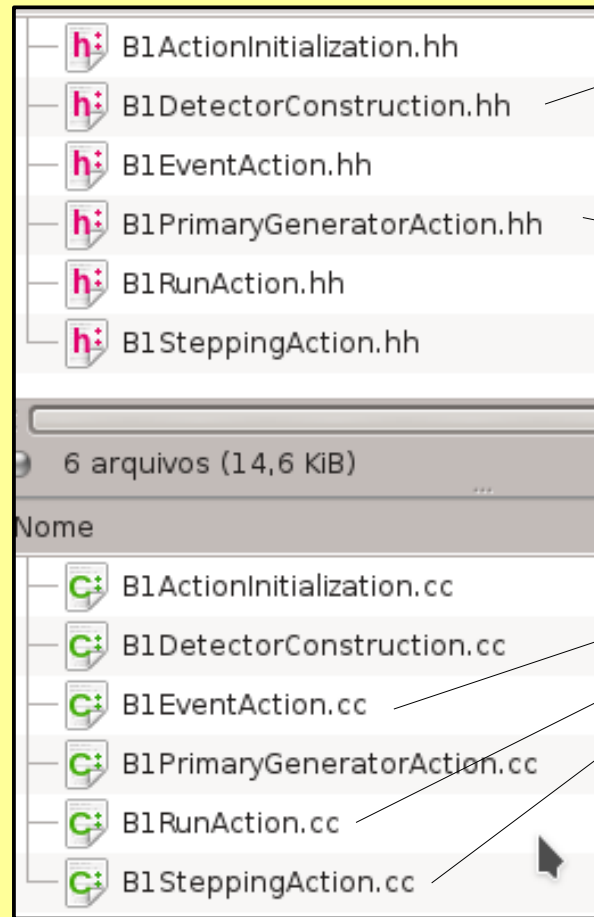 B1ActionInitialization.hh
B1DetectorConstruction.hh
B1EventAction.hh
B1PrimaryGeneratorAction.hh
B1RunAction.hh
B1SteppingAction.hh
6 arquivos (14,6 KiB)
Nome
B1ActionInitialization.cc
B1DetectorConstruction.cc
B1EventAction.cc
B1PrimaryGeneratorAction.cc
B1RunAction.cc
B1SteppingAction.cc